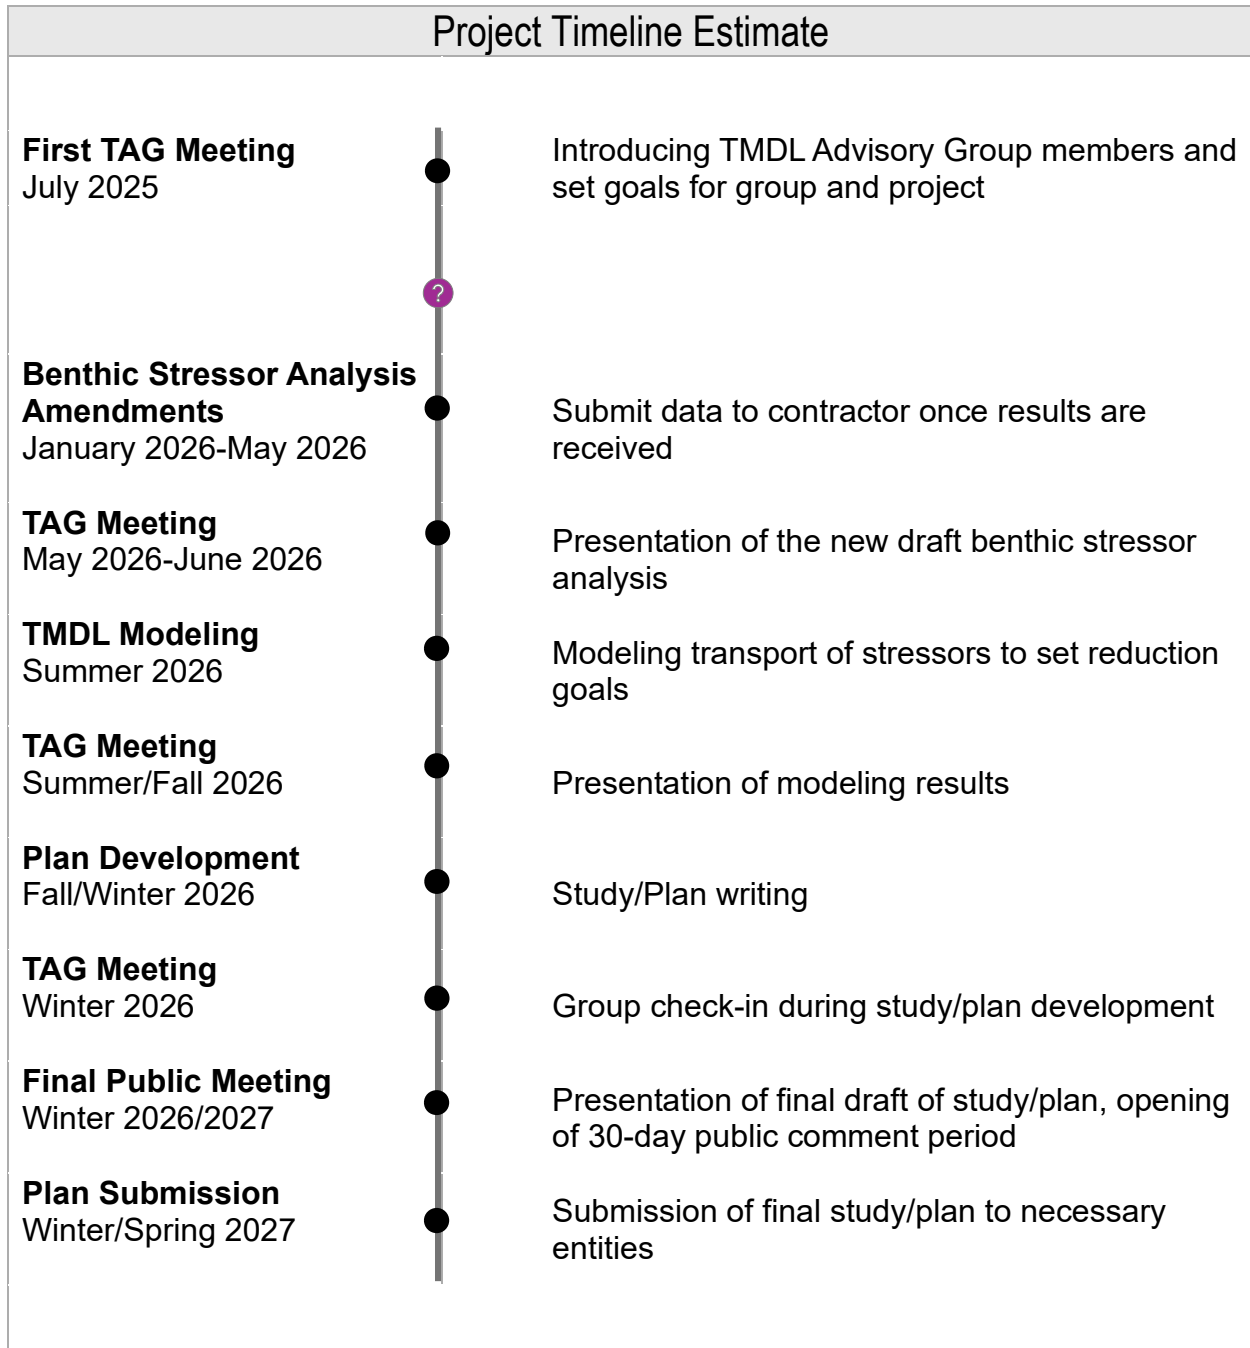 Project Timeline Estimate
First TAG Meeting
July 2025
Introducing TMDL Advisory Group members and
set goals for group and project
?
Benthic Stressor Analysis
Amendments
January 2026-May 2026
Submit data to contractor once results are
received
TAG Meeting
May 2026-June 2026
Presentation of the new draft benthic stressor
analysis
TMDL Modeling
Summer 2026
Modeling transport of stressors to set reduction
goals
TAG Meeting
Summer/Fall 2026
Presentation of modeling results
Plan Development
Fall/Winter 2026
Study/Plan writing
TAG Meeting
Winter 2026
Group check-in during study/plan development
Final Public Meeting
Winter 2026/2027
Presentation of final draft of study/plan, opening
of 30-day public comment period
Plan Submission
Winter/Spring 2027
Submission of final study/plan to necessary
entities